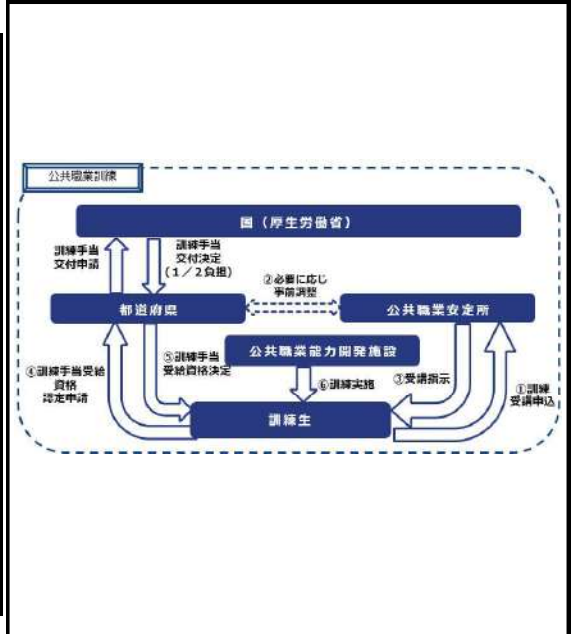 公共職業訓練
国（厚生労働省）
訓練手当
交付申請
訓練手当
交付決定
（１／２負担）
②必要に応じ
事前調整
都道府県
公共職業安定所
公共職業能力開発施設
④訓練手当受給
資格
認定申請
⑤訓練手当
受給資格決定
⑥訓練実施
③受講指示
①訓練
受講申込
訓練生